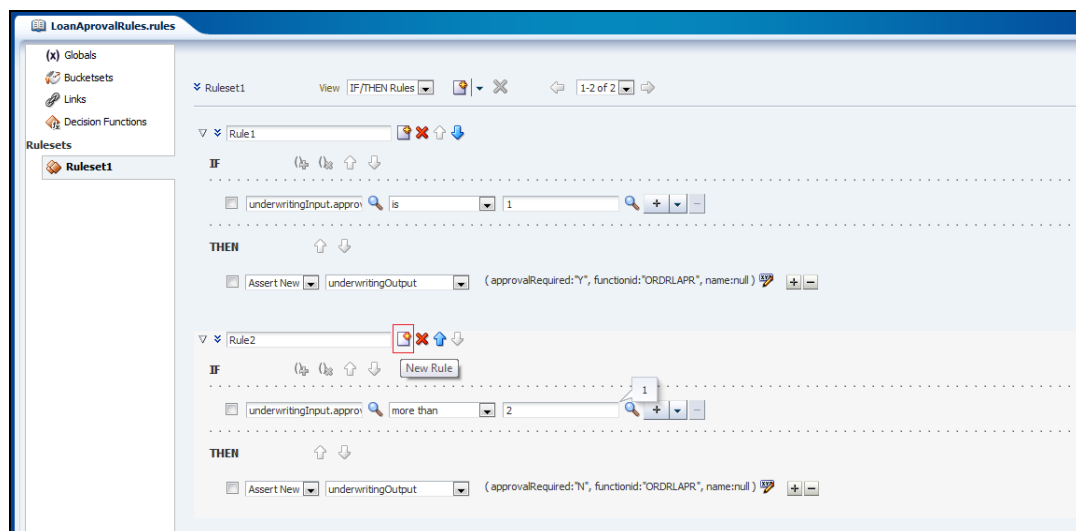 LoanAprovalRules.rules
(x) Globals
Bucketsets
Links
Decision Functions
Rulesets
Ruleset1
Ruleset1 View IF/THEN Rules 1-2 of 2
Rule1
IF
underwritingInput.approv is 1
THEN
Assert New underwritingOutput ( approvalRequired:"Y", functionid:"ORDRLAPR", name:null )
Rule2
New Rule
IF
1
underwritingInput.approv more than 2
THEN
Assert New underwritingOutput ( approvalRequired:"N", functionid:"ORDRLAPR", name:null )